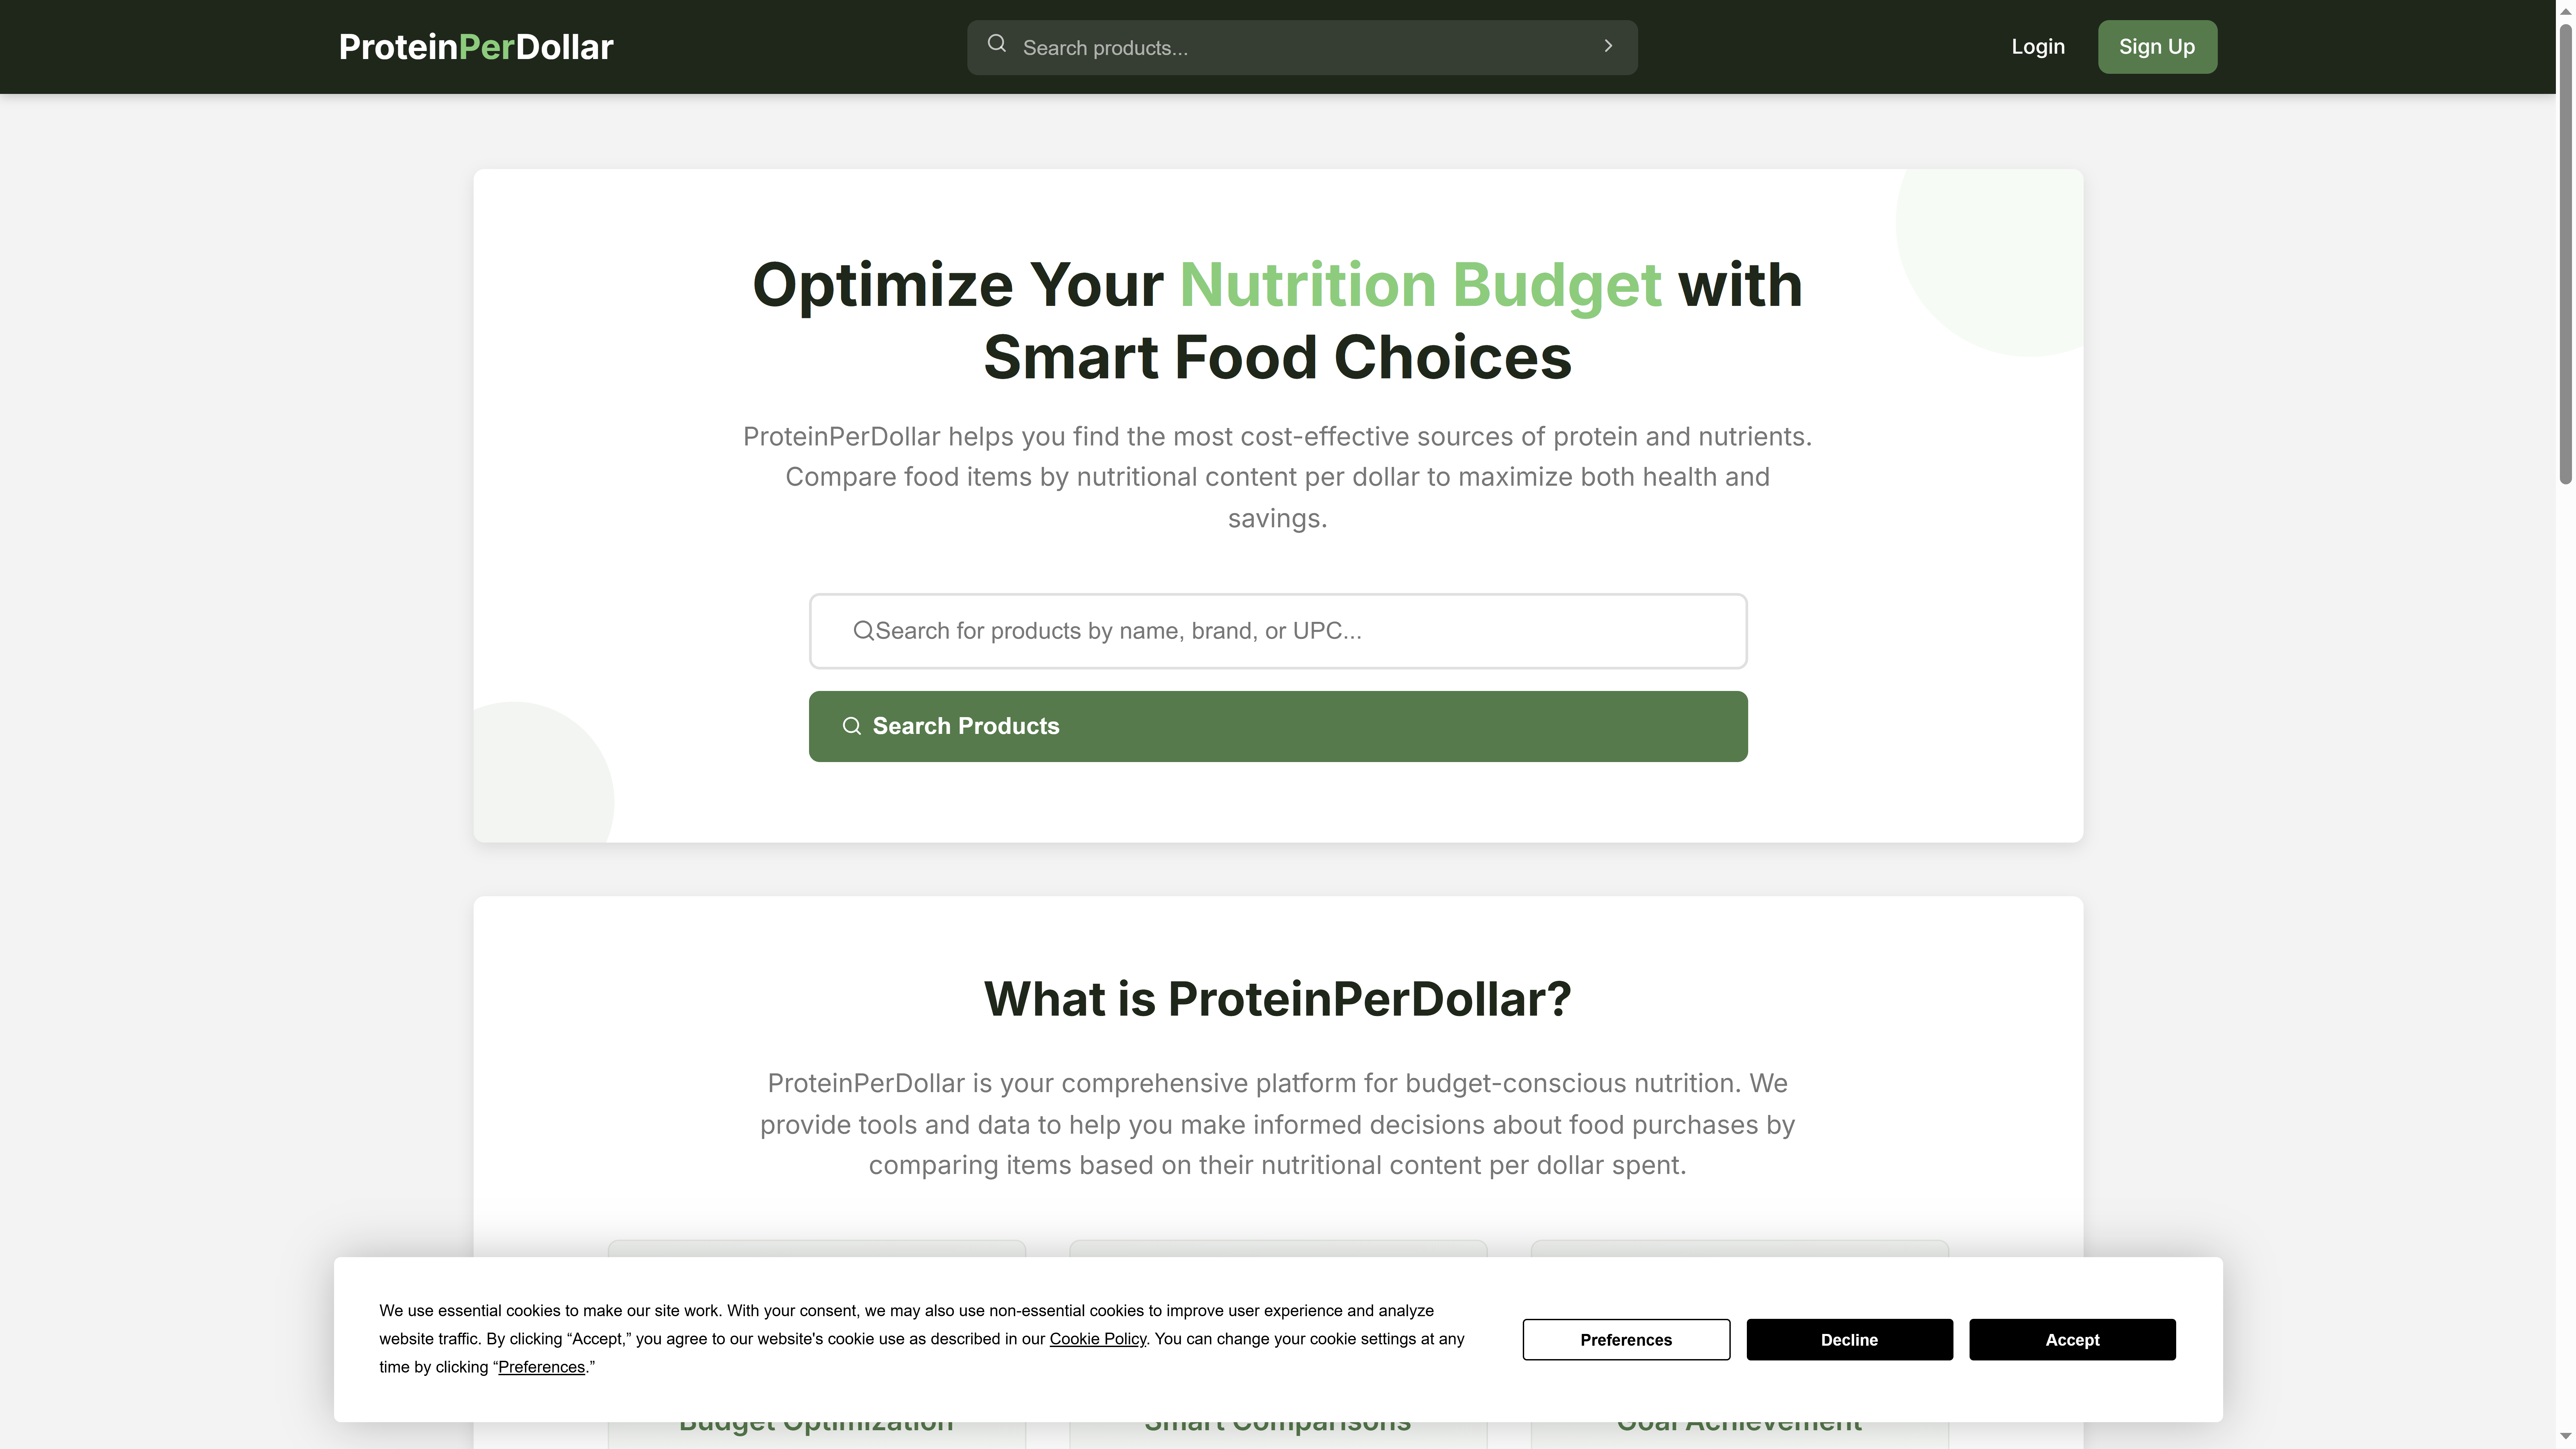 ProteinPerDollar
Search products...
Login
Sign Up
Optimize Your Nutrition Budget with
Smart Food Choices
ProteinPerDollar helps you find the most cost-effective sources of protein and nutrients.
Compare food items by nutritional content per dollar to maximize both health and
savings.
Search for products by name, brand, or UPC...
Search Products
What is ProteinPerDollar?
ProteinPerDollar is your comprehensive platform for budget-conscious nutrition. We
provide tools and data to help you make informed decisions about food purchases by
comparing items based on their nutritional content per dollar spent.
We use essential cookies to make our site work. With your consent, we may also use non-essential cookies to improve user experience and analyze
website traffic. By clicking “Accept,” you agree to our website's cookie use as described in our Cookie Policy. You can change your cookie settings at any
time by clicking “Preferences.”
Preferences
Decline
Accept
Budget Optimization
Smart Comparisons
Goal Achievement